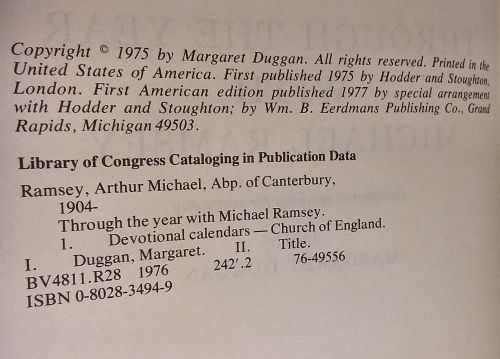 Copyright © 1975 by Margaret Duggan. All rights reserved. Printed in the
United States of America. First published 1975 by Hodder and Stoughton,
London. First American edition published 1977 by special arrangement
with Hodder and Stoughton; by Wm. B. Eerdmans Publishing Co., Grand
Rapids, Michigan 49503.
Library of Congress Cataloging in Publication Data
Ramsey, Arthur Michael, Abp. of Canterbury,
1904-
Through the year with Michael Ramsey.
1. Devotional calendars — Church of England.
I. Duggan, Margaret. II. Title.
BV4811.R28 1976 242'.2 76-49556
ISBN 0-8028-3494-9